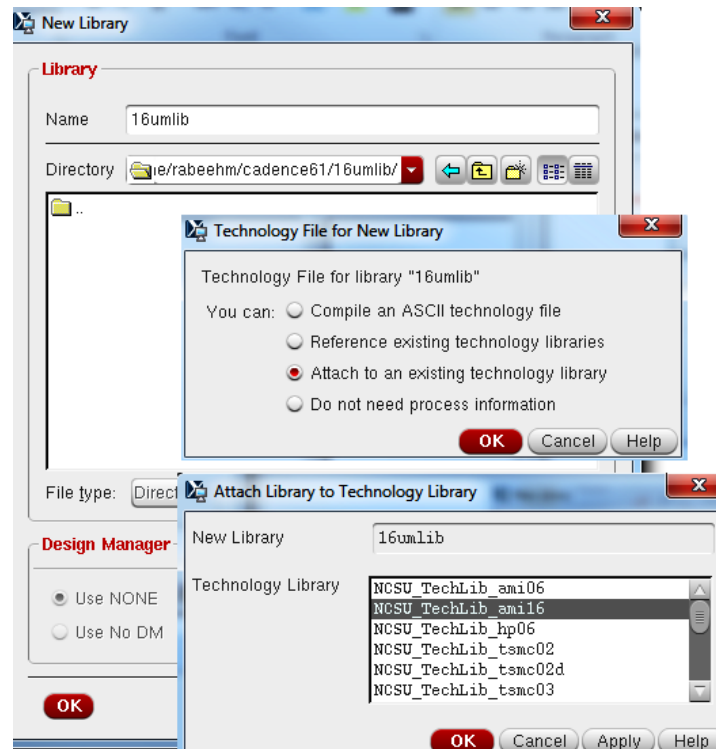 New Library
Library
Name 16umlib
Directory ıe/rabeehm/cadence61/16umlib/
..
Technology File for New Library
Technology File for library "16umlib"
You can: Compile an ASCII technology file
Reference existing technology libraries
Attach to an existing technology library
Do not need process information
OK Cancel Help
File type: Direct
Attach Library to Technology Library
Design Manager
New Library 16umlib
Use NONE
Use No DM
Technology Library NCSU_TechLib_ami06
NCSU_TechLib_ami16
NCSU_TechLib_hp06
NCSU_TechLib_tsmc02
NCSU_TechLib_tsmc02d
NCSU_TechLib_tsmc03
OK
OK Cancel Apply Help